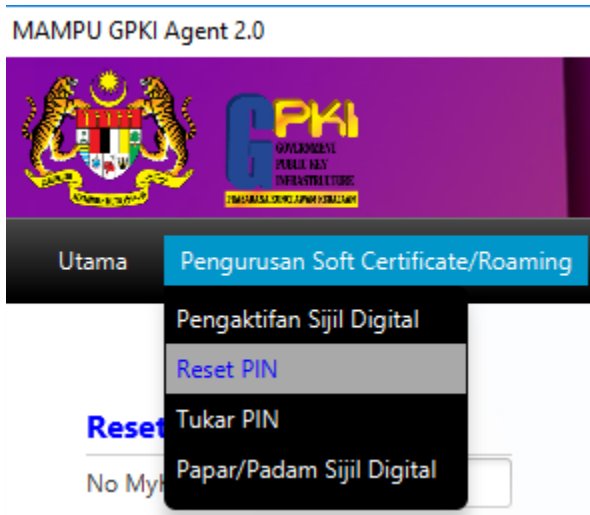 MAMPU GPKI Agent 2.0
GPKI
GOVERNMENT
PUBLIC KEY
INFRASTRUCTURE
Utama
Pengurusan Soft Certificate/Roaming
Pengaktifan Sijil Digital
Reset PIN
Tukar PIN
Reset
Papar/Padam Sijil Digital
No MyK